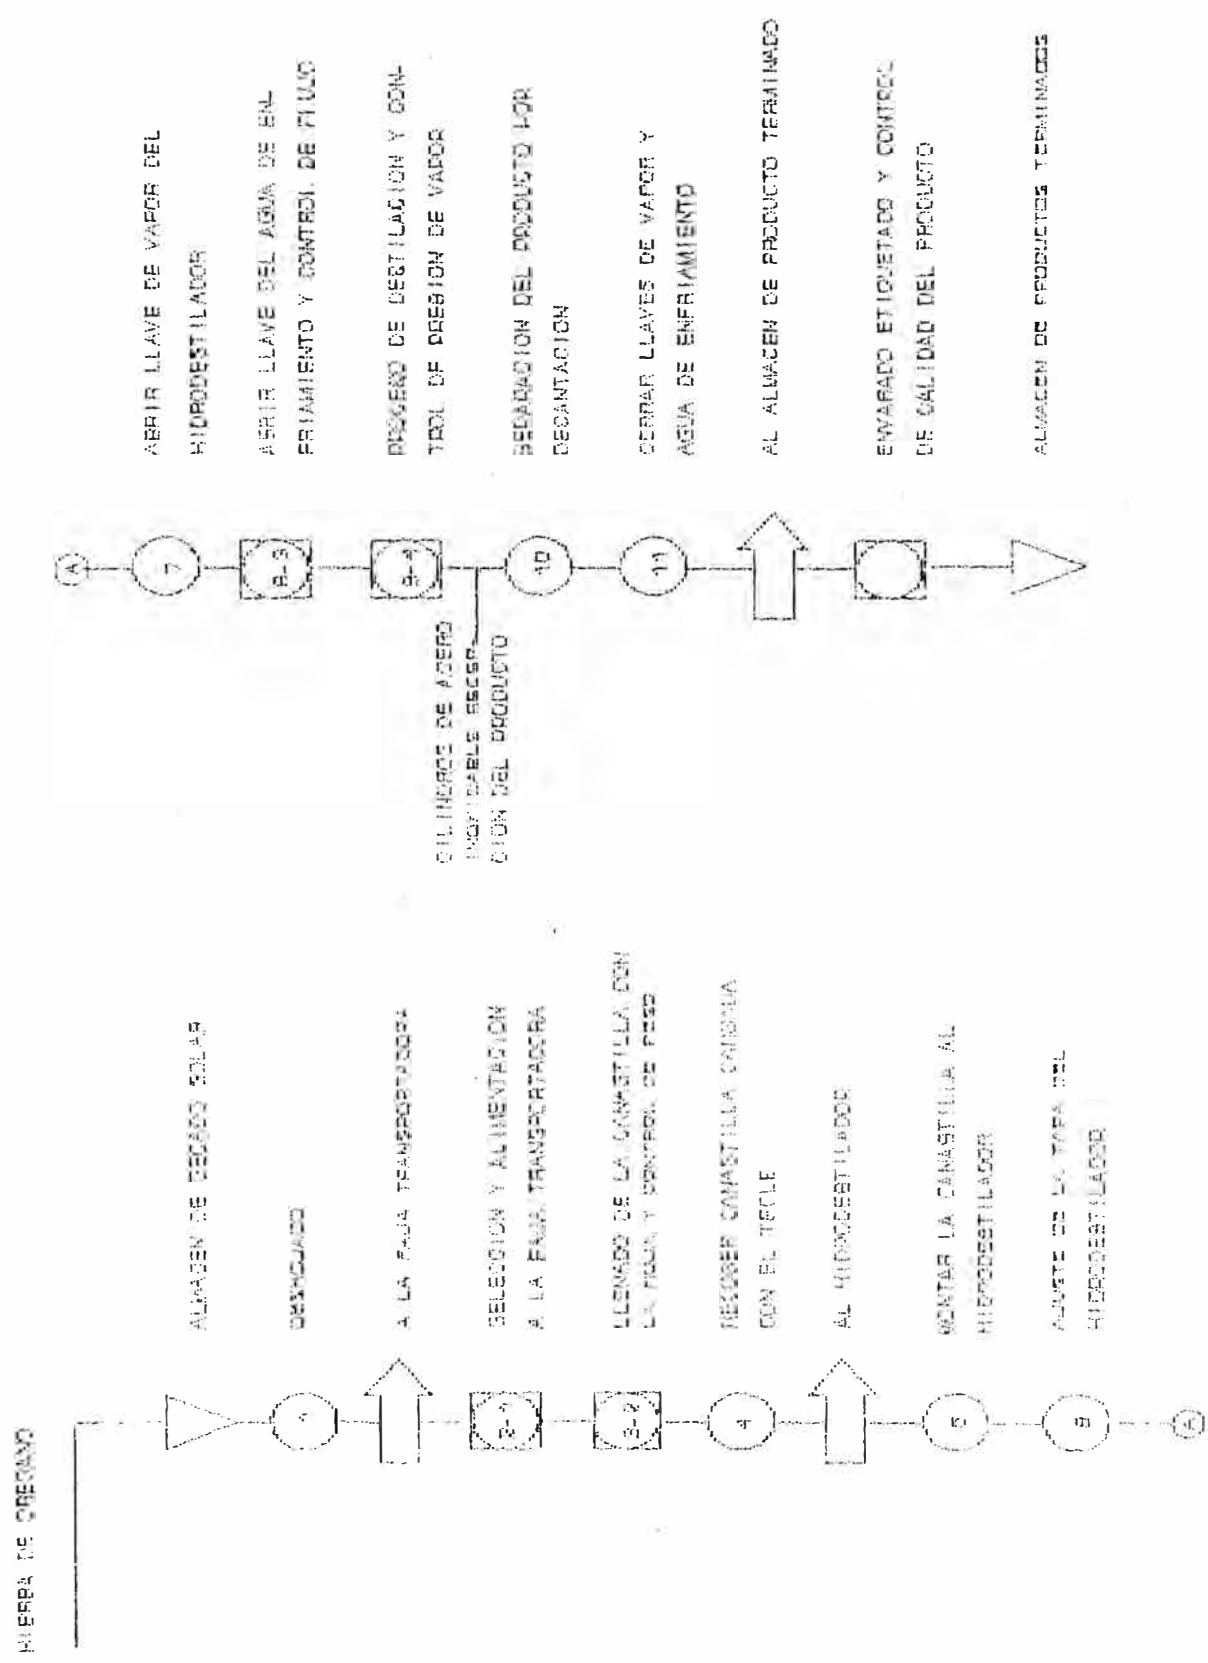 HIERBA DE OREGANO
ALMACEN DE SECADO SOLAR
1
DESHOJADO
A LA FAJA TRANSPORTADORA
2-1
SELECCION Y ALIMENTACION
A LA FAJA TRANSPORTADORA
3-2
LLENADO DE LA CANASTILLA CON
LA HOJA Y CONTROL DE PESO
4
RECOGER CANASTILLA CARGADA
CON EL TECLE
AL HIDRODESTILADOR
5
MONTAR LA CANASTILLA AL
HIDRODESTILADOR
6
AJUSTE DE LA TAPA DEL
HIDRODESTILADOR
A
A
7
ABRIR LLAVE DE VAPOR DEL
HIDRODESTILADOR
8-3
ABRIR LLAVE DEL AGUA DE EN-
FRIAMIENTO Y CONTROL DE FLUJO
9-4
PROCESO DE DESTILACION Y CON-
TROL DE PRESION DE VAPOR
CILINDROS DE ACERO
INOXIDABLE RECEP-
CION DEL PRODUCTO
10
SEPARACION DEL PRODUCTO POR
DECANTACION
11
CERRAR LLAVES DE VAPOR Y
AGUA DE ENFRIAMIENTO
AL ALMACEN DE PRODUCTO TERMINADO
ENVASADO ETIQUETADO Y CONTROL
DE CALIDAD DEL PRODUCTO
ALMACEN DE PRODUCTOS TERMINADOS